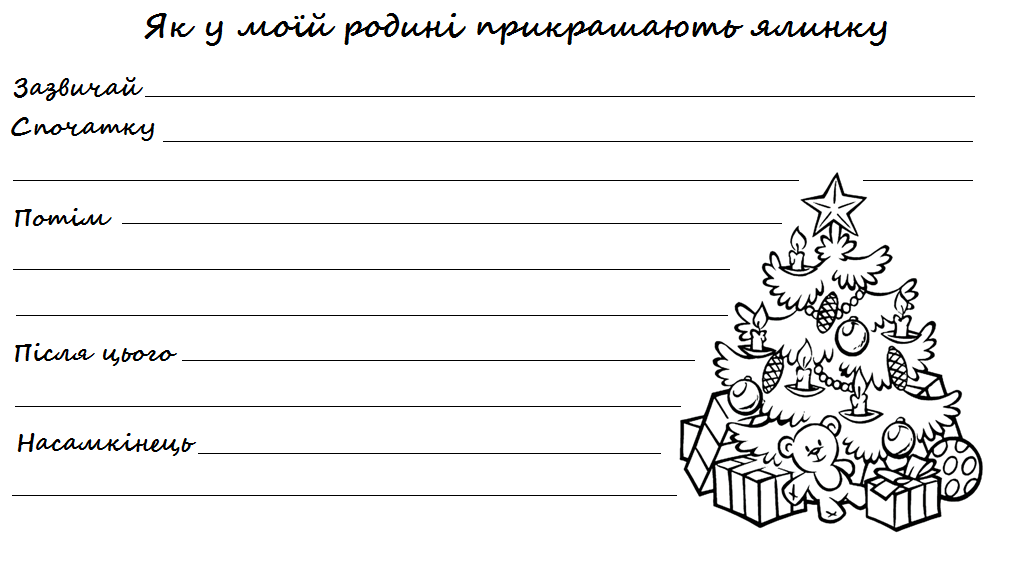 Як у моїй родині прикрашають ялинку
Зазвичай
Спочатку
Потім
Після цього
Насамкінець